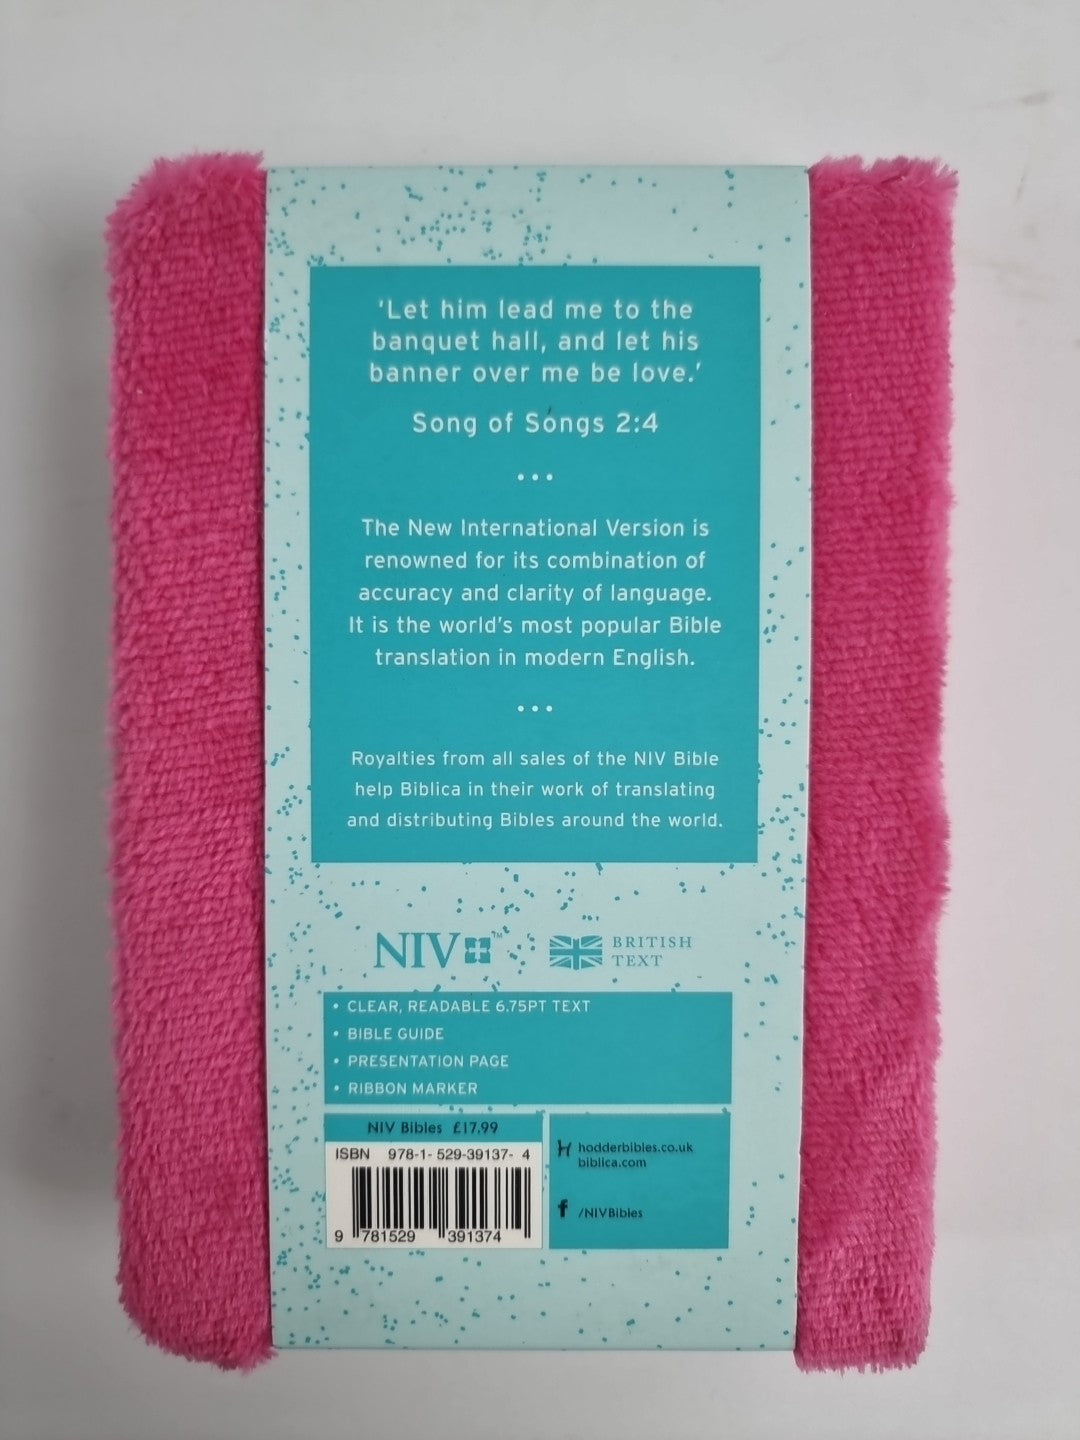 'Let him lead me to the
banquet hall, and let his
banner over me be love.'
Song of Songs 2:4
...
The New International Version is
renowned for its combination of
accuracy and clarity of language.
It is the world's most popular Bible
translation in modern English.
...
Royalties from all sales of the NIV Bible
help Biblica in their work of translating
and distributing Bibles around the world.
NIV™
BRITISH
TEXT
• CLEAR, READABLE 6.75PT TEXT
• BIBLE GUIDE
• PRESENTATION PAGE
• RIBBON MARKER
NIV Bibles £17.99
ISBN 978-1-529-39137-4
9 781529 391374
hodderbibles.co.uk
biblica.com
f /NIVBibles